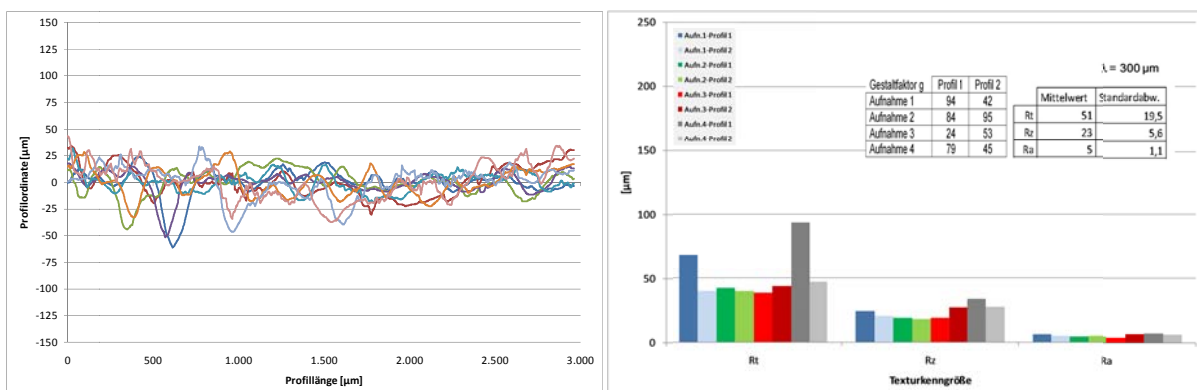 150
125
100
75
50
25
0
-25
-50
-75
-100
-125
-150
Profilordinate [µm]
0 500 1.000 1.500 2.000 2.500 3.000
Profillänge [µm]
250
200
150
100
50
0
[µm]
Aufn.1-Profil 1
Aufn.1-Profil 2
Aufn.2-Profil 1
Aufn.2-Profil 2
Aufn.3-Profil 1
Aufn.3-Profil 2
Aufn.4-Profil 1
Aufn.4-Profil 2
Gestaltfaktor g Profil 1 Profil 2
Aufnahme 1 94 42
Aufnahme 2 84 95
Aufnahme 3 24 53
Aufnahme 4 79 45
λ = 300 µm
Mittelwert Standardabw.
Rt 51 19,5
Rz 23 5,6
Ra 5 1,1
Rt Rz Ra
Texturkenngröße